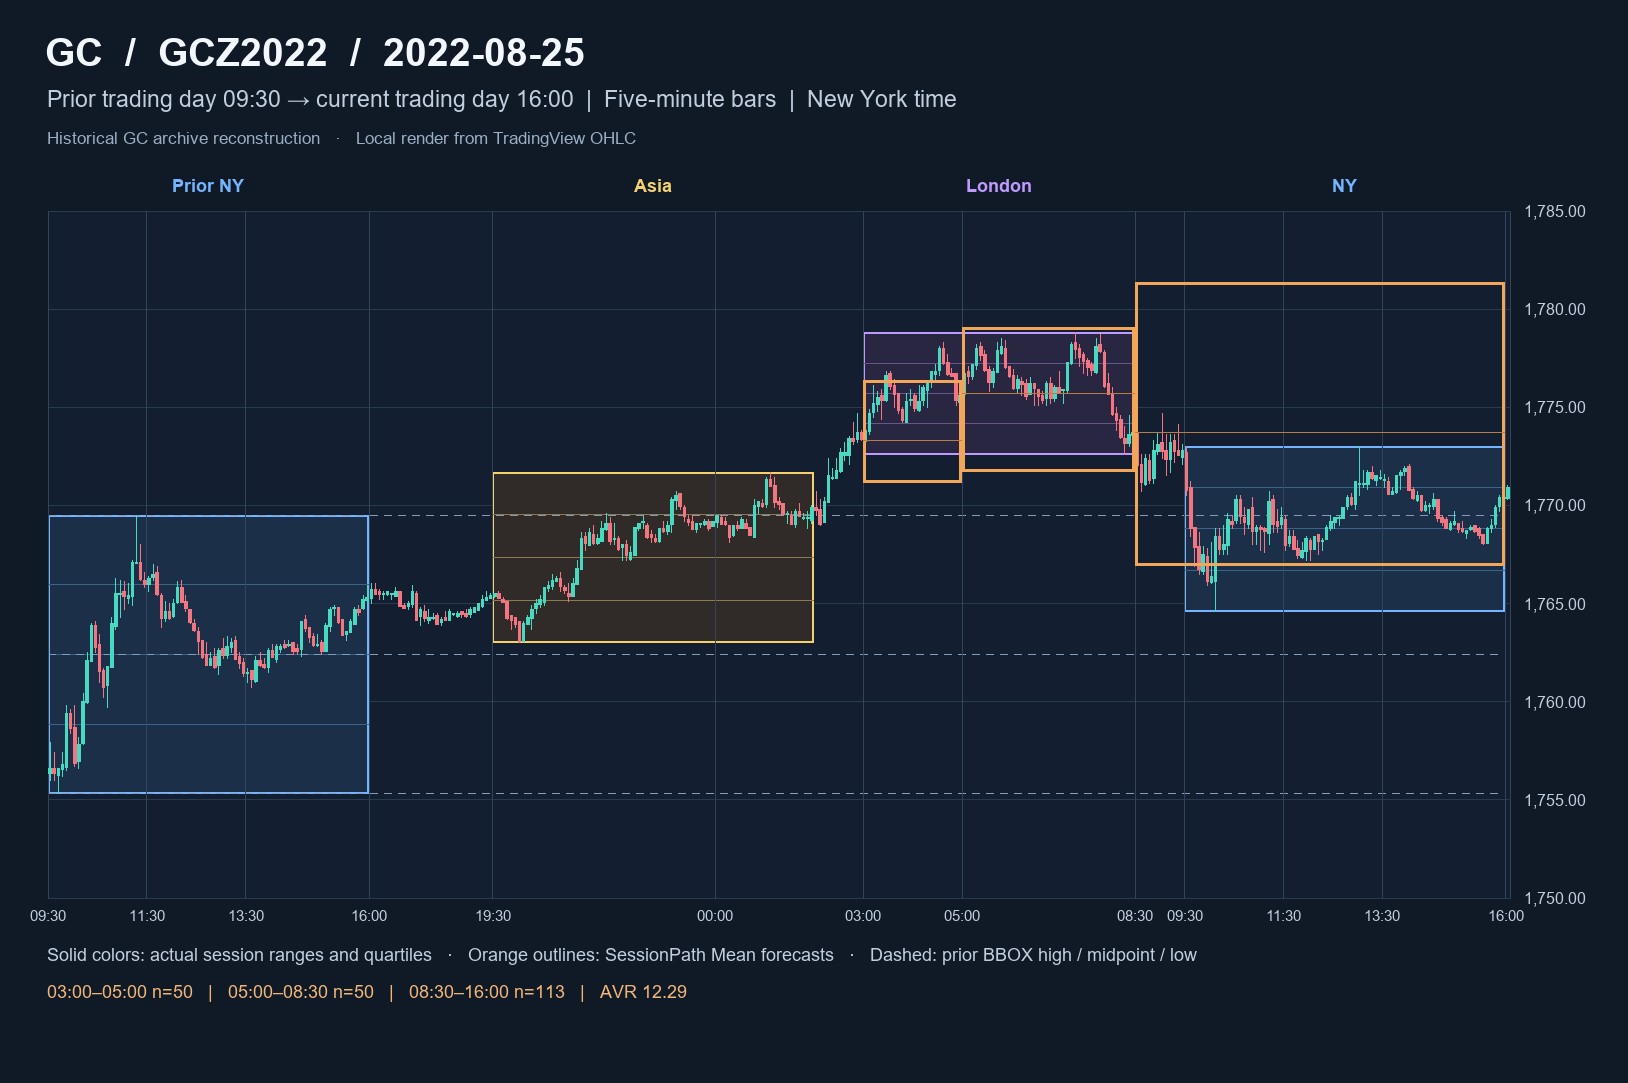 GC / GCZ2022 / 2022-08-25
Prior trading day 09:30 → current trading day 16:00 | Five-minute bars | New York time
Historical GC archive reconstruction · Local render from TradingView OHLC
Prior NY Asia London NY
1,785.00
1,780.00
1,775.00
1,770.00
1,765.00
1,760.00
1,755.00
1,750.00
09:30 11:30 13:30 16:00 19:30 00:00 03:00 05:00 08:30 09:30 11:30 13:30 16:00
Solid colors: actual session ranges and quartiles · Orange outlines: SessionPath Mean forecasts · Dashed: prior BBOX high / midpoint / low
03:00–05:00 n=50 | 05:00–08:30 n=50 | 08:30–16:00 n=113 | AVR 12.29